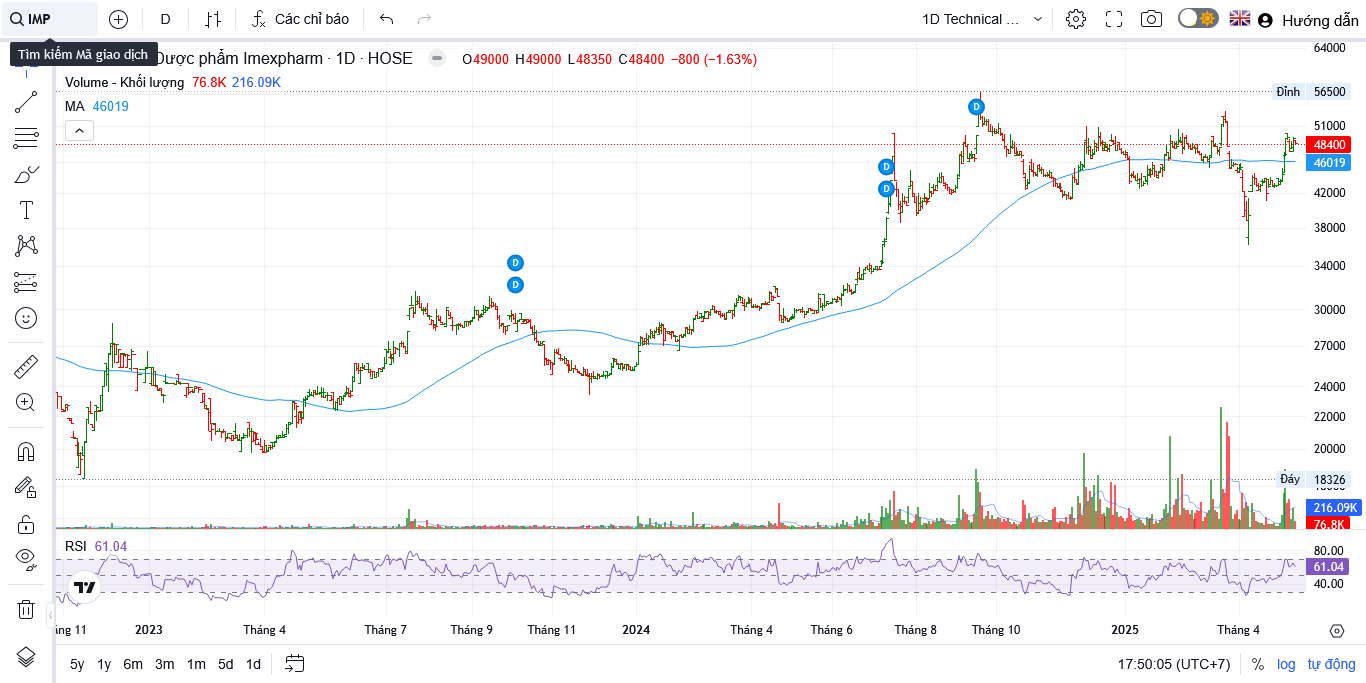 IMP
D
Các chỉ báo
1D Technical ...
Hướng dẫn
Tìm kiếm Mã giao dịch
Dược phẩm Imexpharm · 1D · HOSE
O49000 H49000 L48350 C48400 −800 (−1.63%)
Volume - Khối lượng 76.8K 216.09K
MA 46019
64000
Đỉnh 56500
51000
48400
46019
42000
38000
34000
30000
27000
24000
22000
20000
Đáy 18326
216.09K
76.8K
D
D
D
D
D
RSI 61.04
80.00
61.04
40.00
ng 11
2023
Tháng 4
Tháng 7
Tháng 9
Tháng 11
2024
Tháng 4
Tháng 6
Tháng 8
Tháng 10
2025
Tháng 4
5y 1y 6m 3m 1m 5d 1d
17:50:05 (UTC+7)
% log tự động